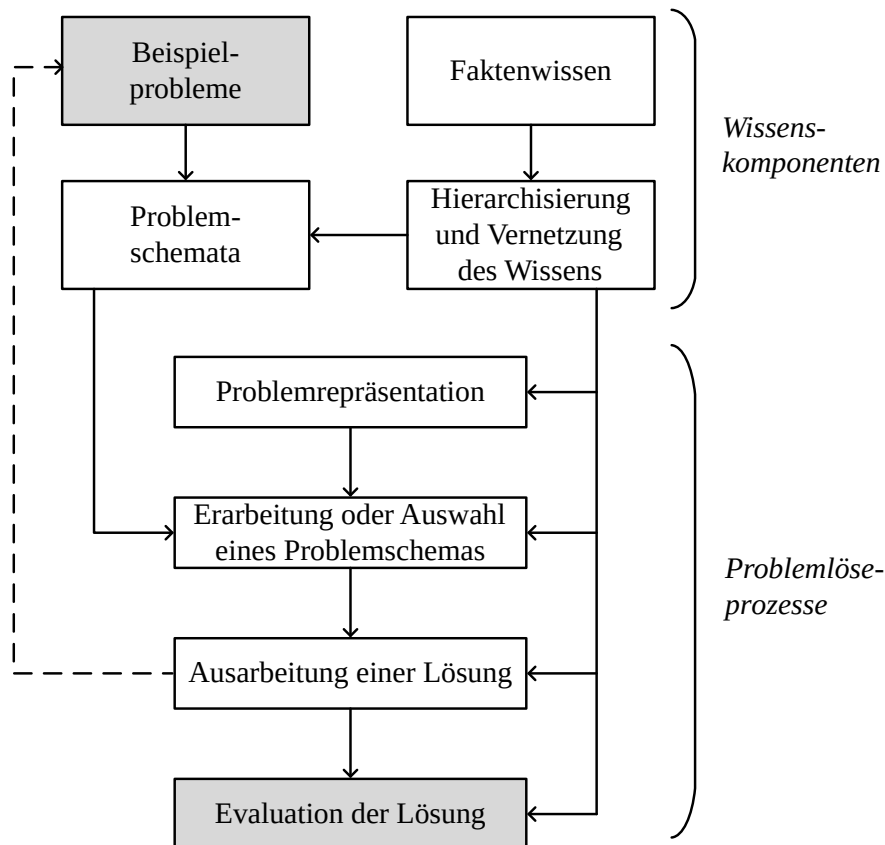 Beispiel-
probleme
Faktenwissen
Wissens-
komponenten
Problem-
schemata
Hierarchisierung
und Vernetzung
des Wissens
Problemrepräsentation
Erarbeitung oder Auswahl
eines Problemschemas
Problemlöse-
prozesse
Ausarbeitung einer Lösung
Evaluation der Lösung